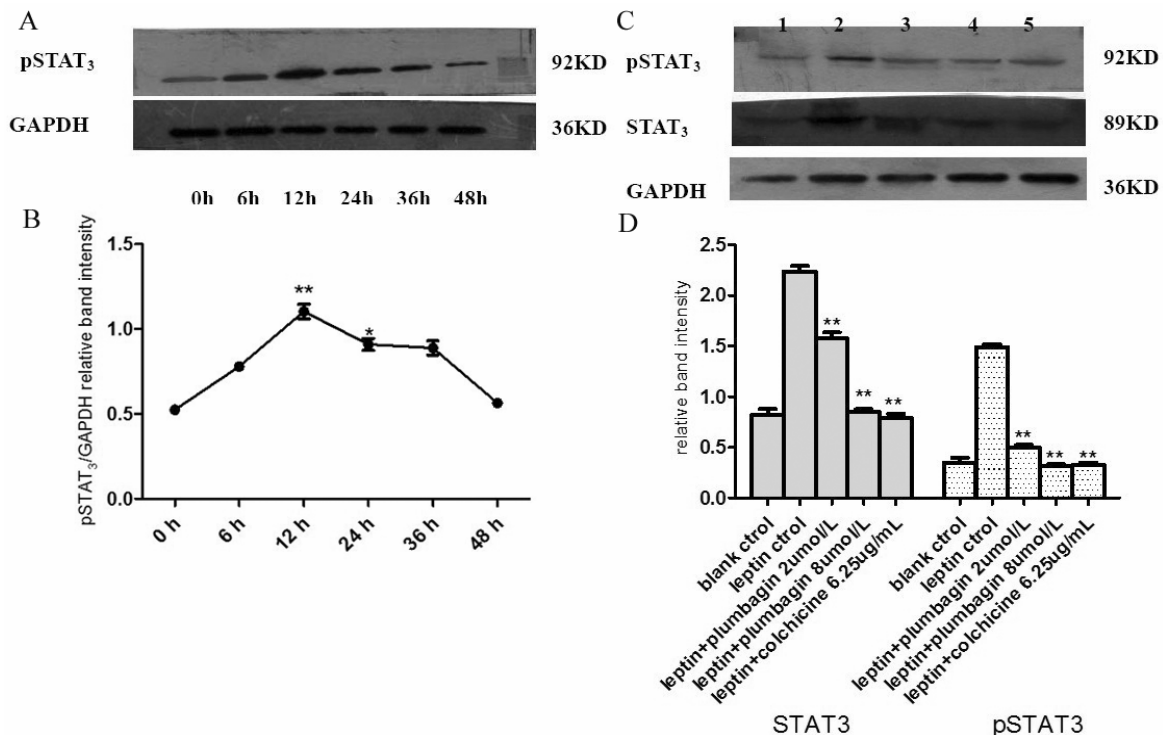 A
pSTAT3
92KD
GAPDH
36KD
0h 6h 12h 24h 36h 48h
B
pSTAT3/GAPDH relative band intensity
1.5
1.0
0.5
0.0
**
*
0 h
6 h
12 h
24 h
36 h
48 h
C
1 2 3 4 5
pSTAT3
92KD
STAT3
89KD
GAPDH
36KD
D
relative band intensity
2.5
2.0
1.5
1.0
0.5
0.0
**
**
**
**
**
**
blank ctrol
leptin ctrol
leptin+plumbagin 2umol/L
leptin+plumbagin 8umol/L
leptin+colchicine 6.25ug/mL
blank ctrol
leptin ctrol
leptin+plumbagin 2umol/L
leptin+plumbagin 8umol/L
leptin+colchicine 6.25ug/mL
STAT3
pSTAT3